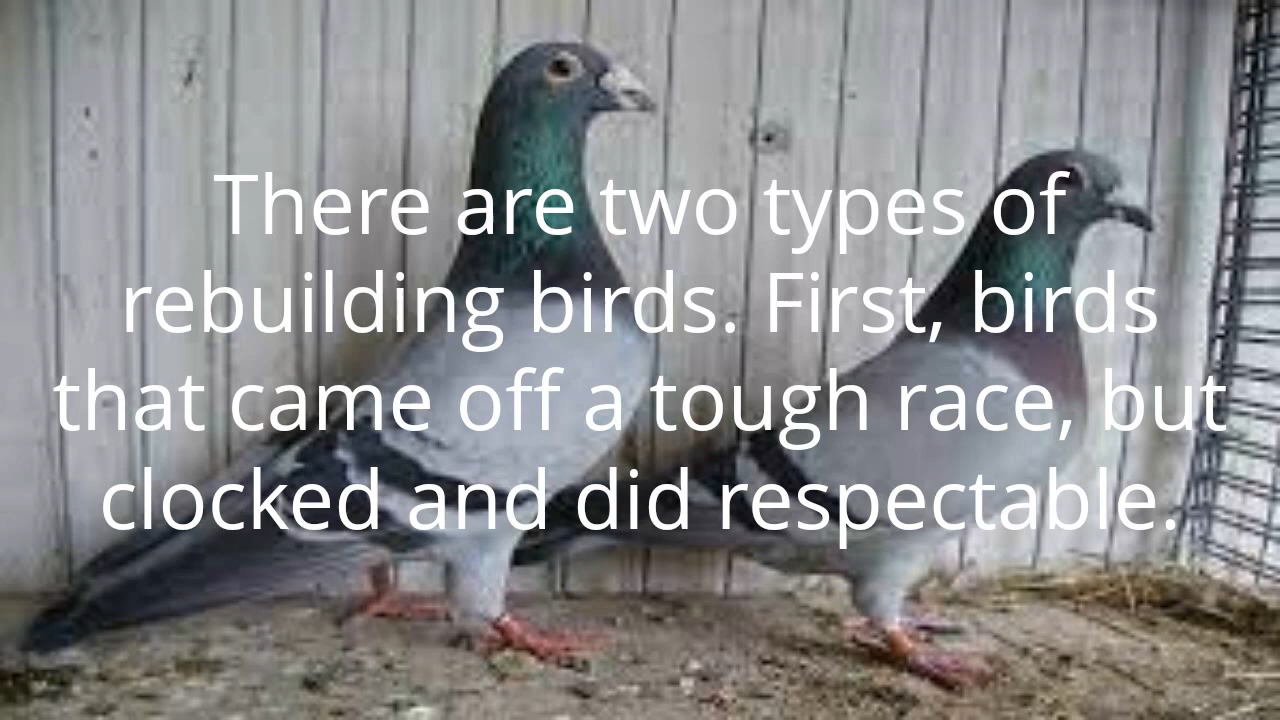 There are two types of
rebuilding birds. First, birds
that came off a tough race, but
clocked and did respectable.